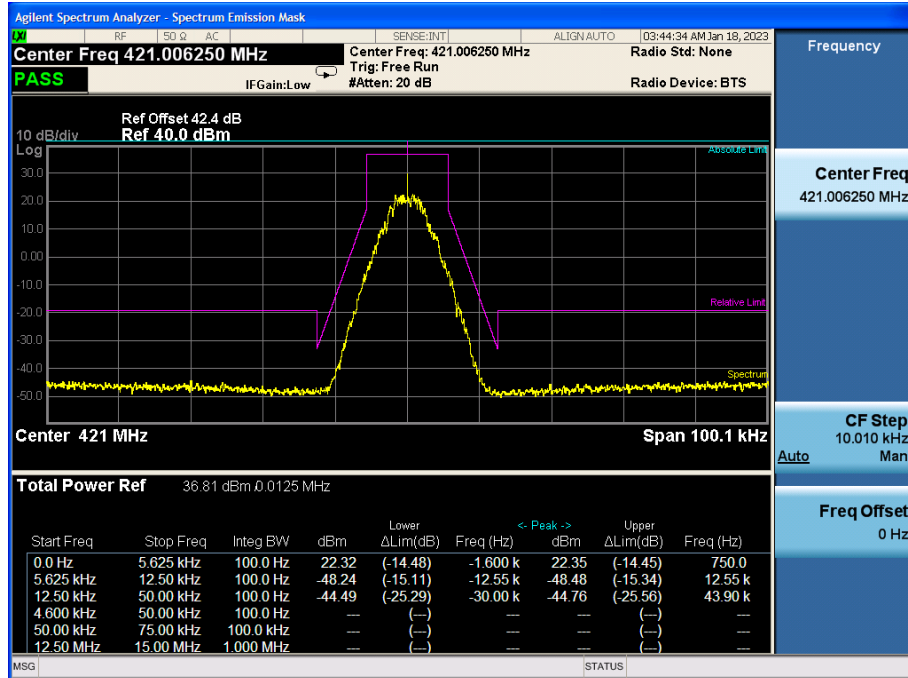 Agilent Spectrum Analyzer - Spectrum Emission Mask
LXI RF 50 Ω AC SENSE:INT ALIGN AUTO 03:44:34 AM Jan 18, 2023
Center Freq 421.006250 MHz Center Freq: 421.006250 MHz Radio Std: None
Trig: Free Run
PASS IFGain:Low #Atten: 20 dB Radio Device: BTS
Frequency
Ref Offset 42.4 dB
10 dB/div Ref 40.0 dBm
Log
Absolute Limit
30.0
20.0
10.0
0.00
-10.0
-20.0
-30.0
-40.0
-50.0
Relative Limit
Spectrum
Center 421 MHz Span 100.1 kHz
Center Freq
421.006250 MHz
CF Step
10.010 kHz
Auto Man
Freq Offset
0 Hz
Total Power Ref 36.81 dBm / 0.0125 MHz
Lower <- Peak -> Upper
Start Freq Stop Freq Integ BW dBm ΔLim(dB) Freq (Hz) dBm ΔLim(dB) Freq (Hz)
0.0 Hz 5.625 kHz 100.0 Hz 22.32 (-14.48) -1.600 k 22.35 (-14.45) 750.0
5.625 kHz 12.50 kHz 100.0 Hz -48.24 (-15.11) -12.55 k -48.48 (-15.34) 12.55 k
12.50 kHz 50.00 kHz 100.0 Hz -44.49 (-25.29) -30.00 k -44.76 (-25.56) 43.90 k
4.600 kHz 50.00 kHz 100.0 Hz --- (---) --- --- (---) ---
50.00 kHz 75.00 kHz 100.0 kHz --- (---) --- --- (---) ---
12.50 MHz 15.00 MHz 1.000 MHz --- (---) --- --- (---) ---
MSG STATUS